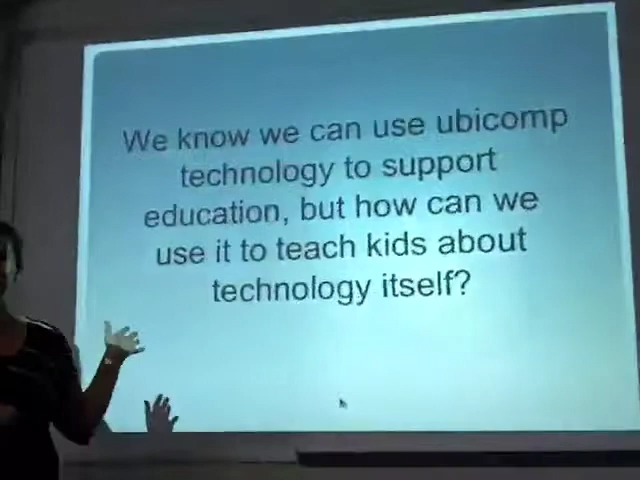 We know we can use ubicomp
technology to support
education, but how can we
use it to teach kids about
technology itself?